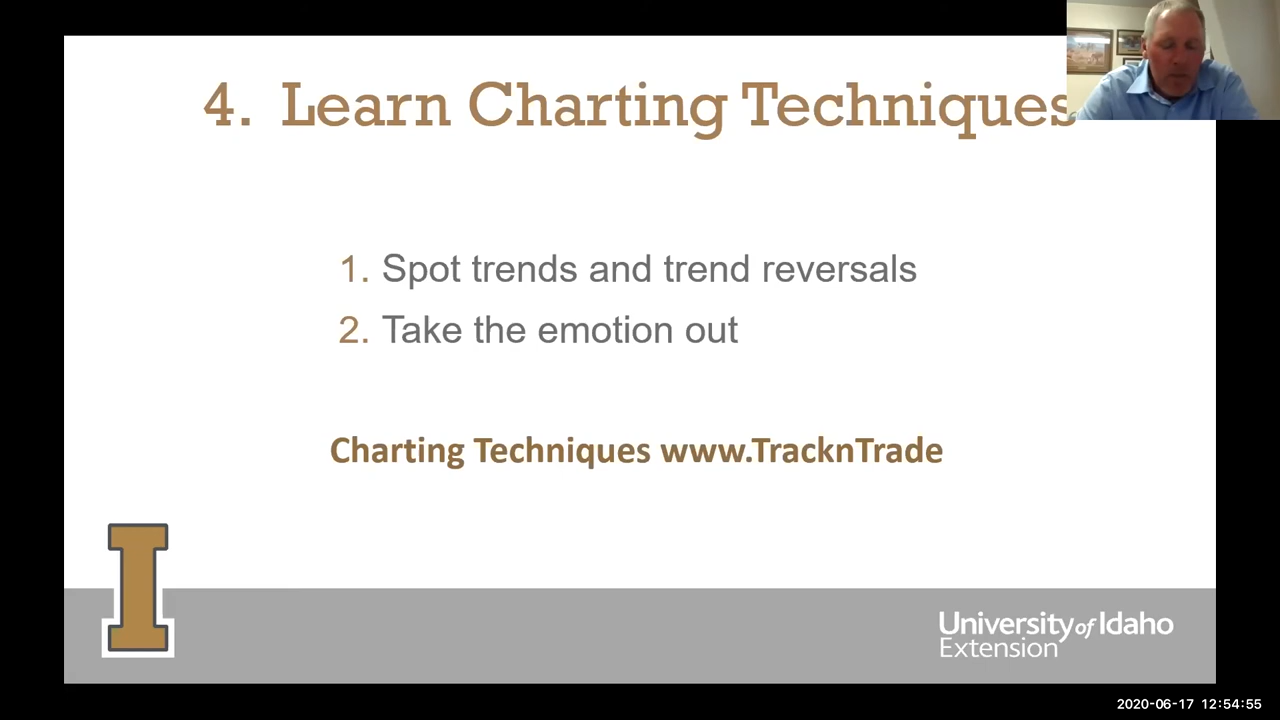 4. Learn Charting Techniques
1. Spot trends and trend reversals
2. Take the emotion out
Charting Techniques www.TracknTrade
I
University of Idaho
Extension
2020-06-17 12:54:55